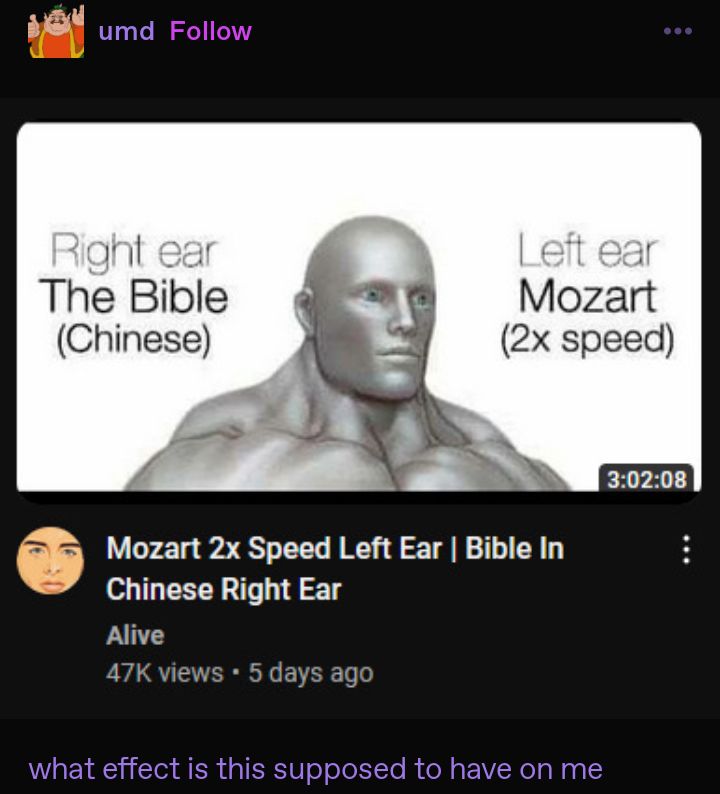 umd Follow
Right ear
The Bible
(Chinese)
Left ear
Mozart
(2x speed)
3:02:08
Mozart 2x Speed Left Ear | Bible In
Chinese Right Ear
Alive
47K views • 5 days ago
what effect is this supposed to have on me